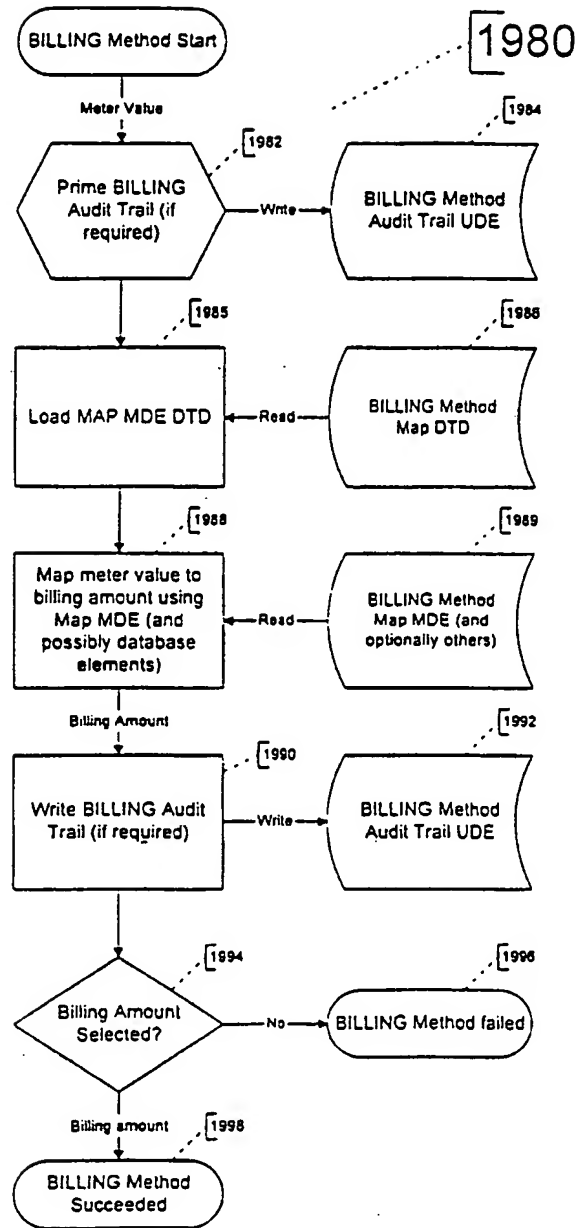 BILLING Method Start
1980
Meter Value
1982
1984
Prime BILLING
Audit Trail (if
required)
Write
BILLING Method
Audit Trail UDE
1985
1986
Load MAP MDE DTD
Read
BILLING Method
Map DTD
1988
1989
Map meter value to
billing amount using
Map MDE (and
possibly database
elements)
Read
BILLING Method
Map MDE (and
optionally others)
Billing Amount
1990
1992
Write BILLING Audit
Trail (if required)
Write
BILLING Method
Audit Trail UDE
1994
1996
Billing Amount
Selected?
No
BILLING Method failed
Billing amount
1998
BILLING Method
Succeeded